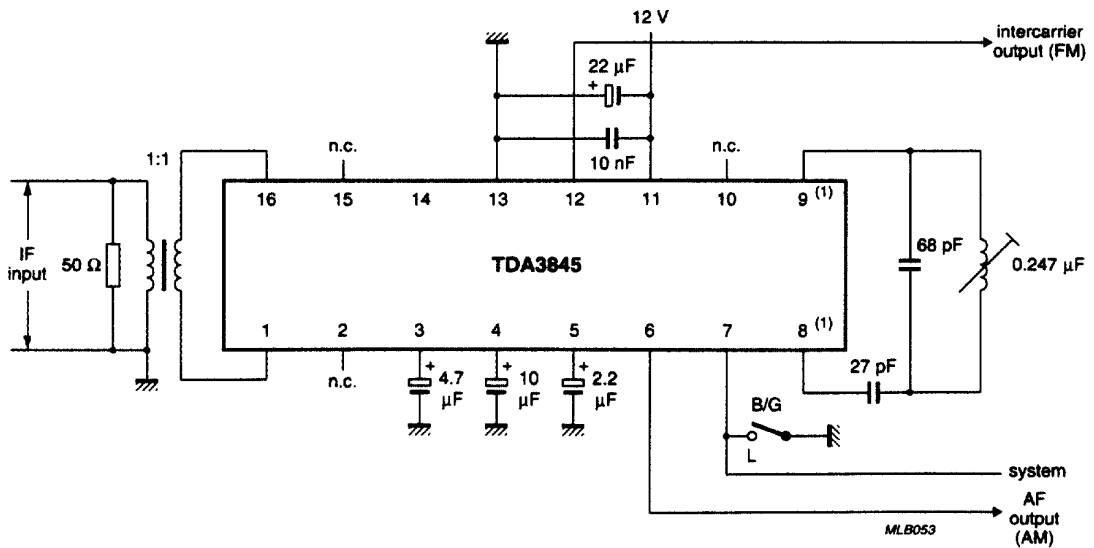 12 V
intercarrier
output (FM)
22 µF
+
10 nF
n.c.
n.c.
1:1
16
15
14
13
12
11
10
9 (1)
IF
input
50 Ω
TDA3845
68 pF
0.247 µF
1
2
3
4
5
6
7
8 (1)
n.c.
+
4.7
µF
+
10
µF
+
2.2
µF
27 pF
B/G
L
system
AF
output
(AM)
MLB053